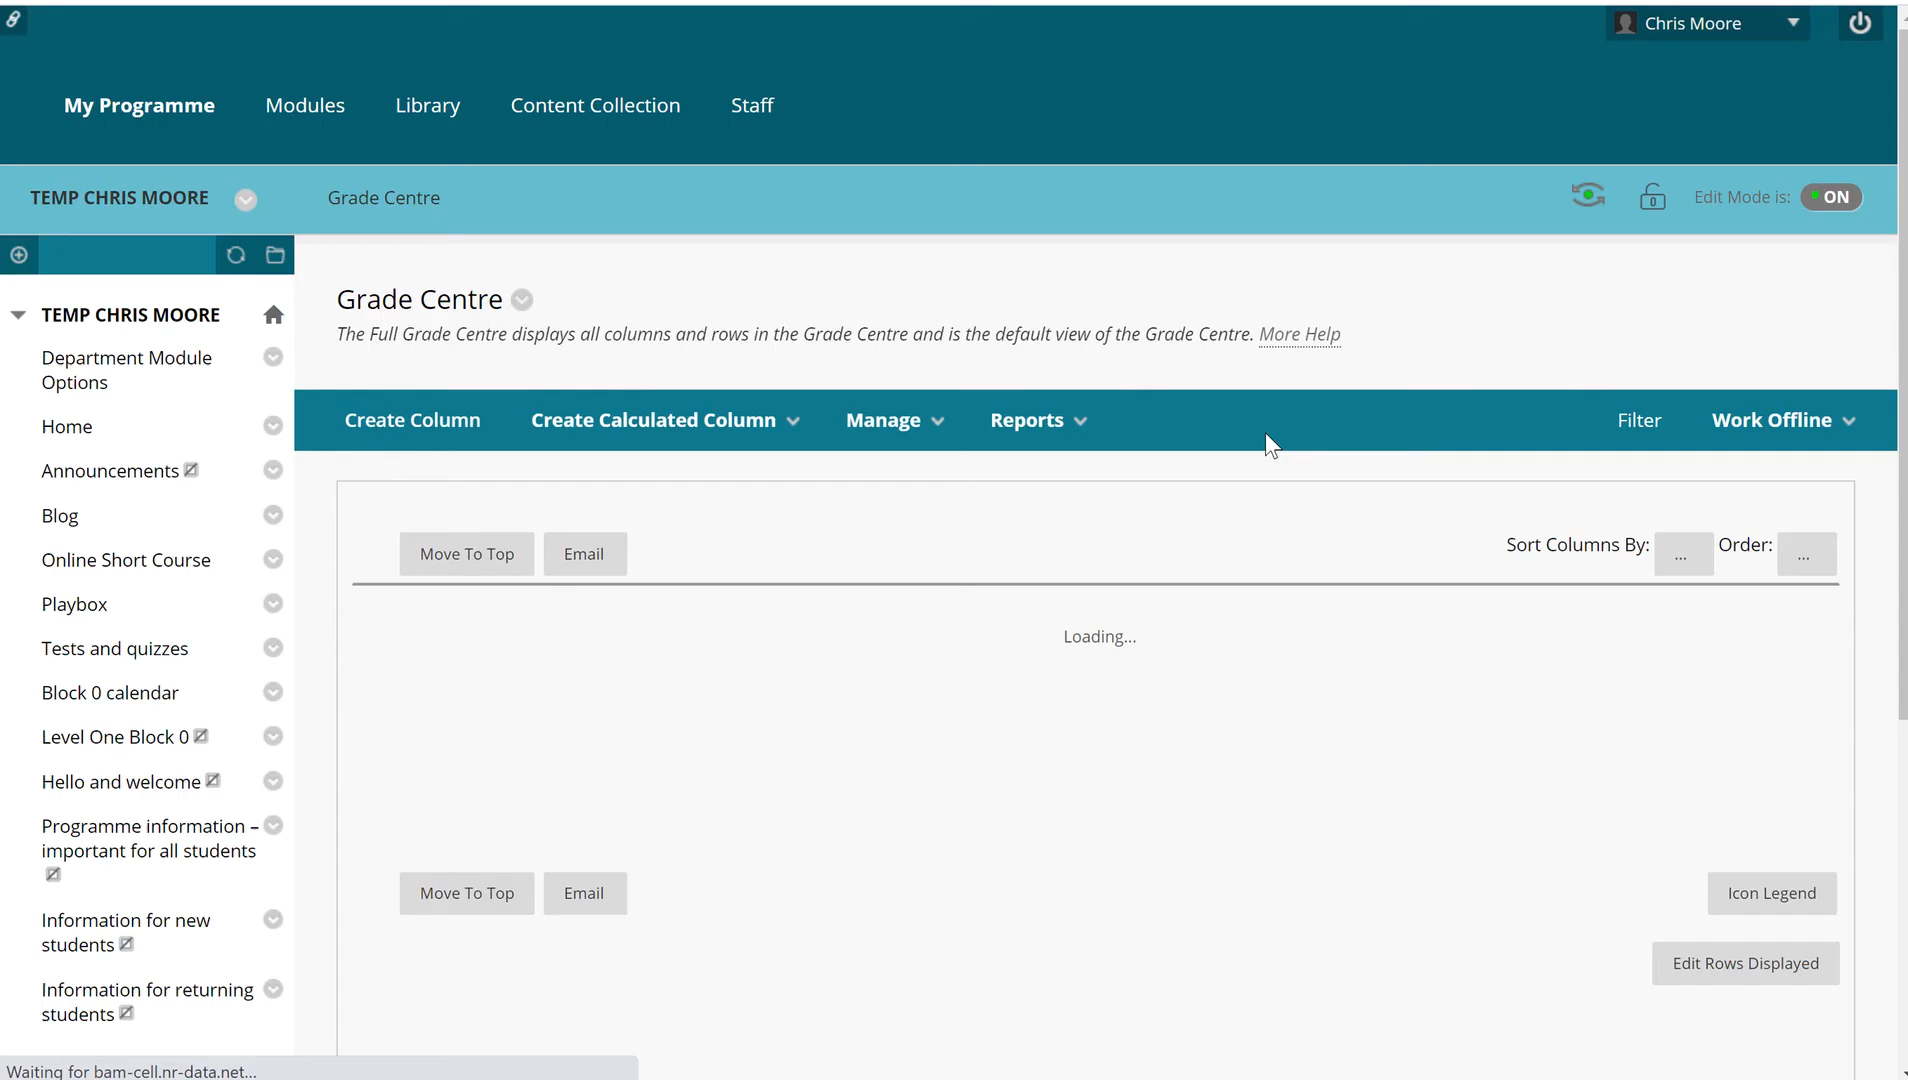 Chris Moore
My Programme Modules Library Content Collection Staff
TEMP CHRIS MOORE Grade Centre Edit Mode is: ON
TEMP CHRIS MOORE
Department Module
Options
Home
Announcements
Blog
Online Short Course
Playbox
Tests and quizzes
Block 0 calendar
Level One Block 0
Hello and welcome
Programme information –
important for all students
Information for new
students
Information for returning
students
Grade Centre
The Full Grade Centre displays all columns and rows in the Grade Centre and is the default view of the Grade Centre. More Help
Create Column Create Calculated Column Manage Reports Filter Work Offline
Move To Top Email Sort Columns By: ... Order: ...
Loading...
Move To Top Email Icon Legend
Edit Rows Displayed
Waiting for bam-cell.nr-data.net...